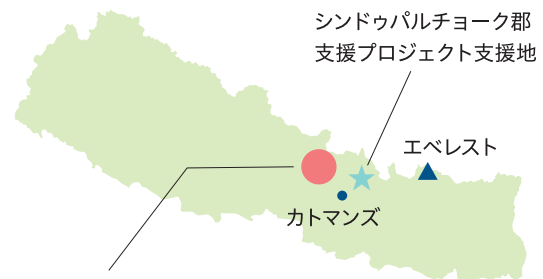 シンドゥパルチョーク郡
支援プロジェクト支援地
エベレスト
カトマンズ